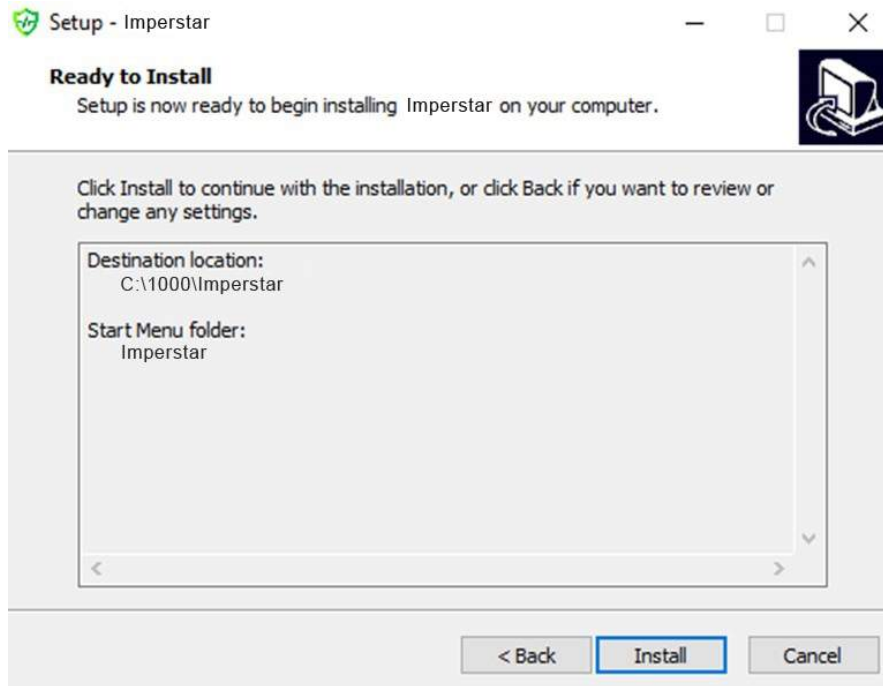 Setup - Imperstar
Ready to Install
Setup is now ready to begin installing Imperstar on your computer.
Click Install to continue with the installation, or click Back if you want to review or
change any settings.
Destination location:
C:\1000\Imperstar
Start Menu folder:
Imperstar
< Back
Install
Cancel